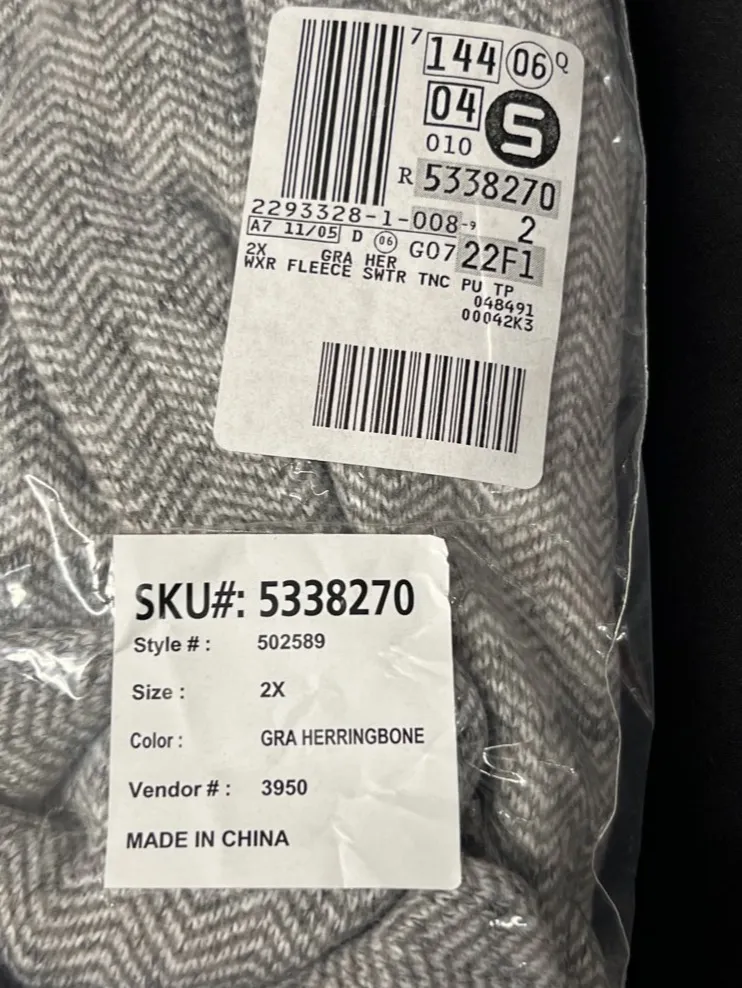 7 144 06 Q
04 S
010
R 5338270
2293328-1-008-9 2
A7 11/05 D 06 G07 22F1
2X GRA HER
WXR FLEECE SWTR TNC PU TP
048491
00042K3
SKU#: 5338270
Style # : 502589
Size : 2X
Color : GRA HERRINGBONE
Vendor # : 3950
MADE IN CHINA